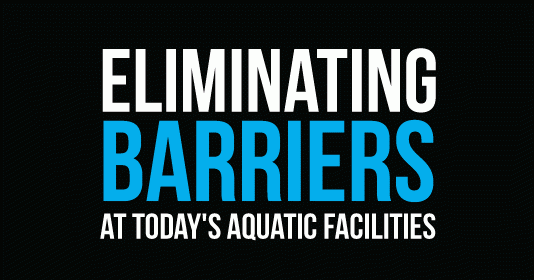 ELIMINATING
BARRIERS
AT TODAY'S AQUATIC FACILITIES